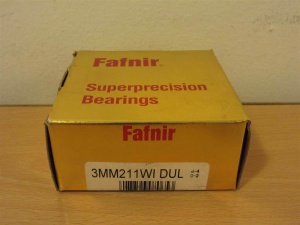 Fafnir®
Superprecision
Bearings
Fafnir
3MM211WI DUL